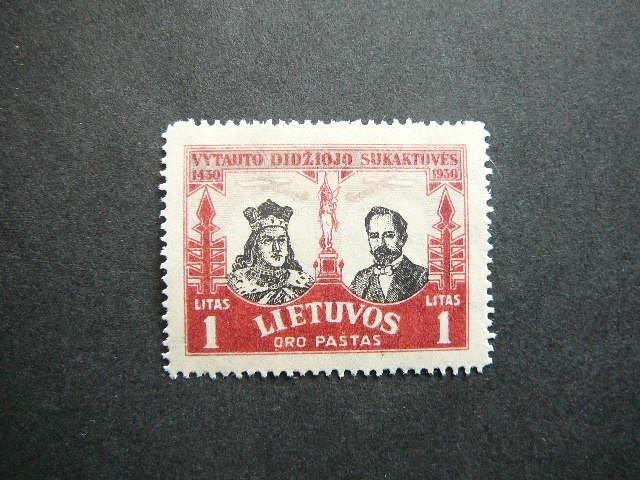 VYTAUTO DIDŽIOJO SUKAKTUVĖS
1430 1930
LITAS LITAS
1 LIETUVOS 1
ORO PAŠTAS